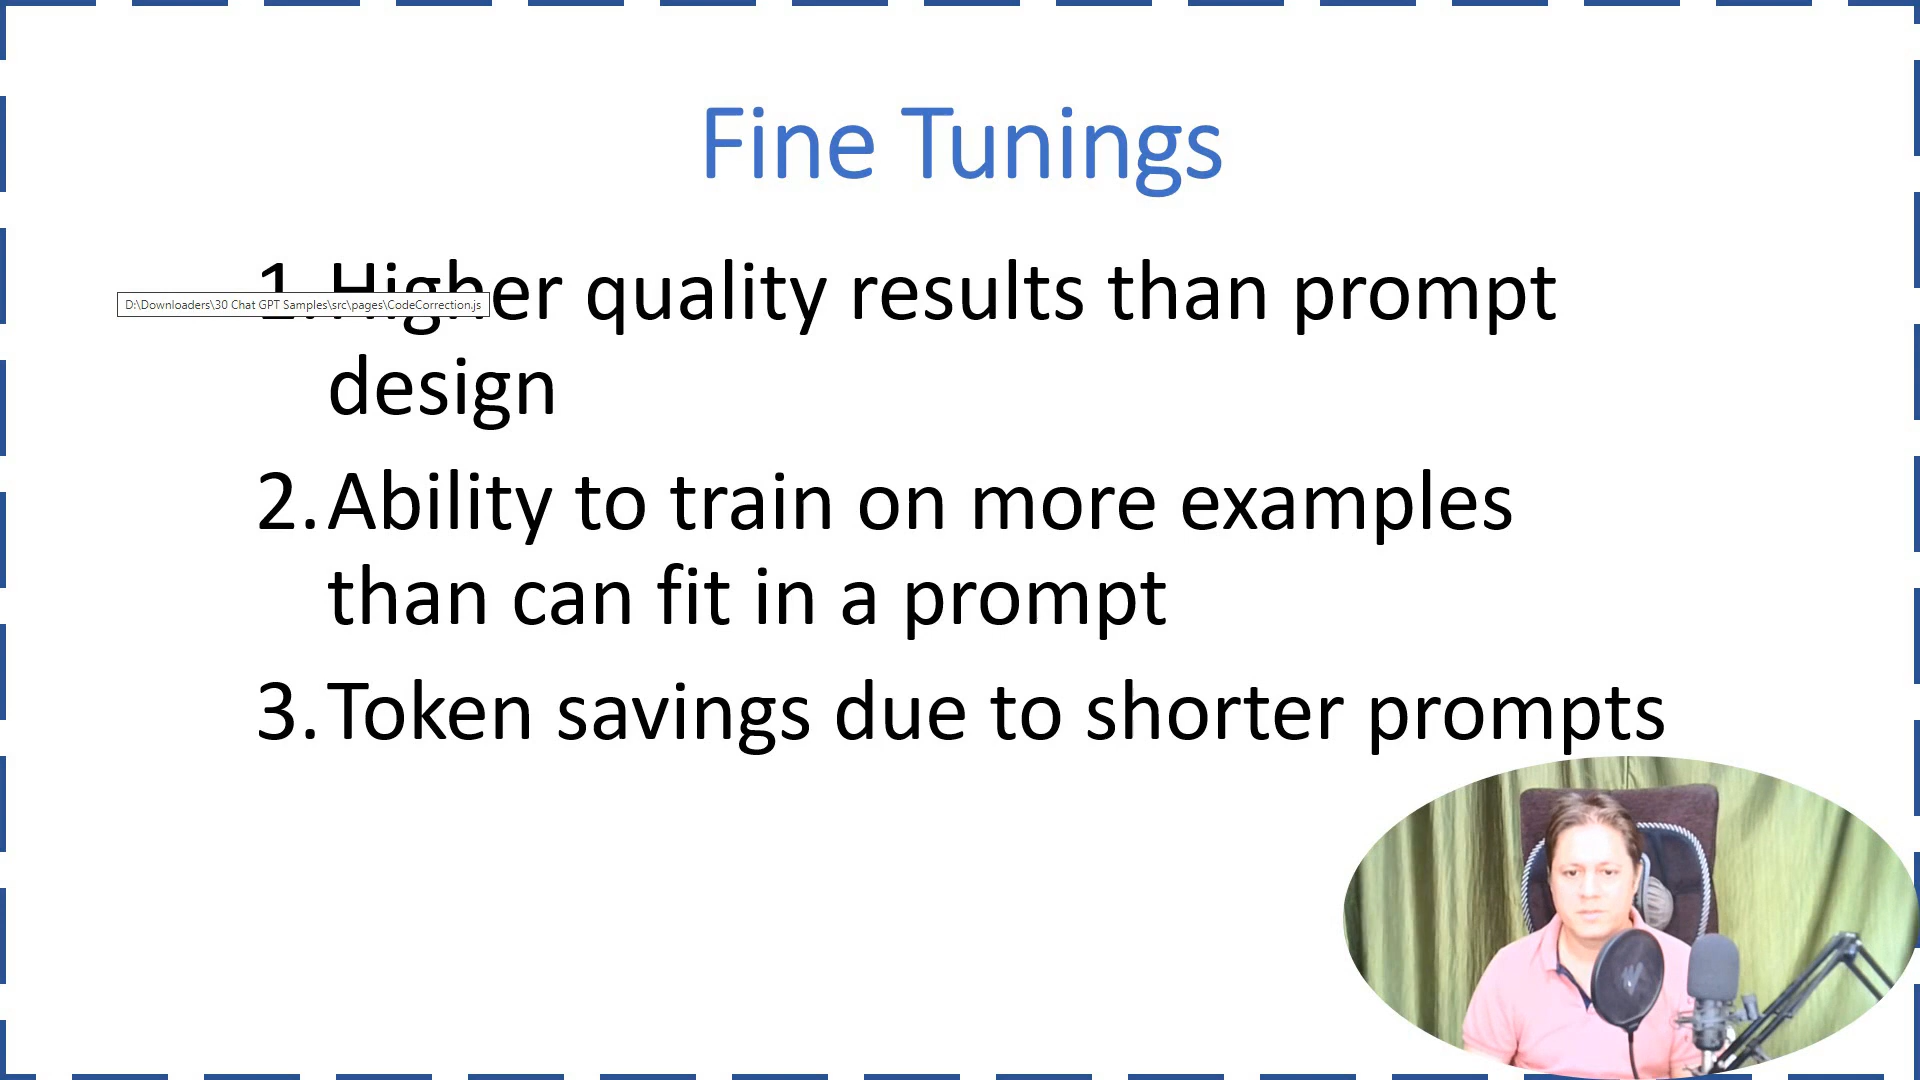 Fine Tunings
1. Higher quality results than prompt
D:\Downloaders\30 Chat GPT Samples\src\pages\CodeCorrection.js
design
2. Ability to train on more examples
than can fit in a prompt
3. Token savings due to shorter prompts